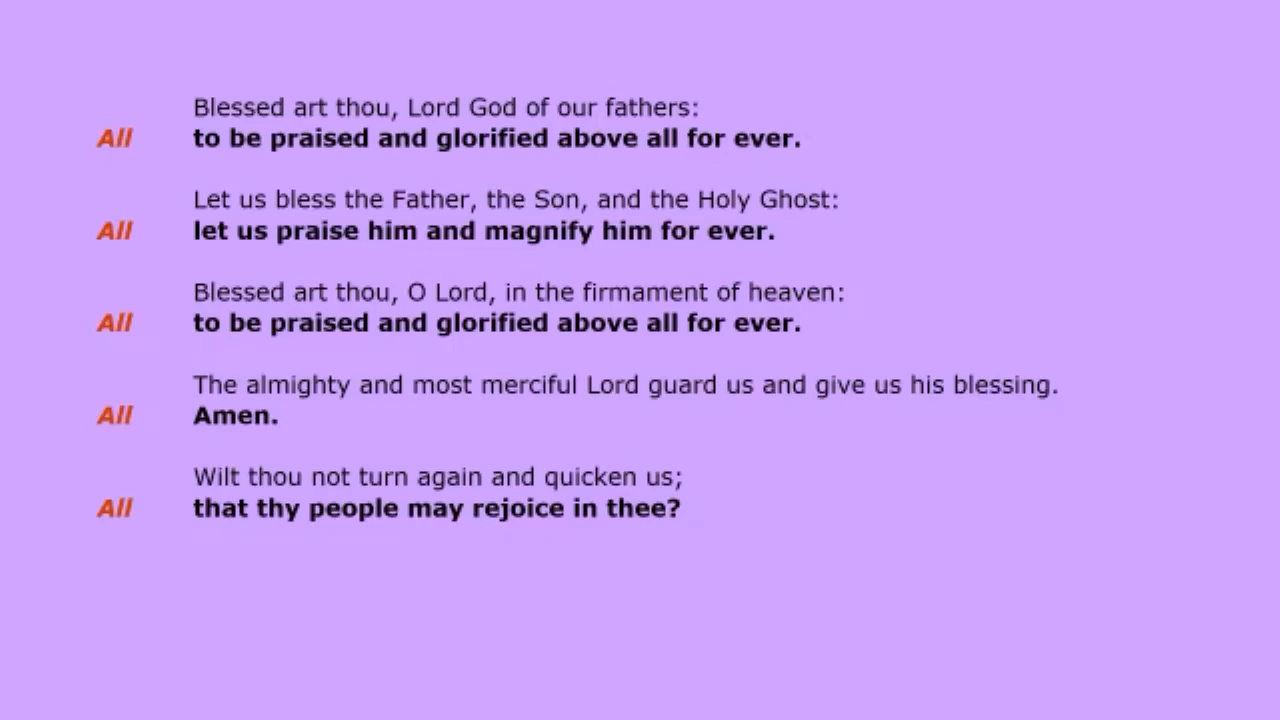 Blessed art thou, Lord God of our fathers:
All to be praised and glorified above all for ever.
Let us bless the Father, the Son, and the Holy Ghost:
All let us praise him and magnify him for ever.
Blessed art thou, O Lord, in the firmament of heaven:
All to be praised and glorified above all for ever.
The almighty and most merciful Lord guard us and give us his blessing.
All Amen.
Wilt thou not turn again and quicken us;
All that thy people may rejoice in thee?